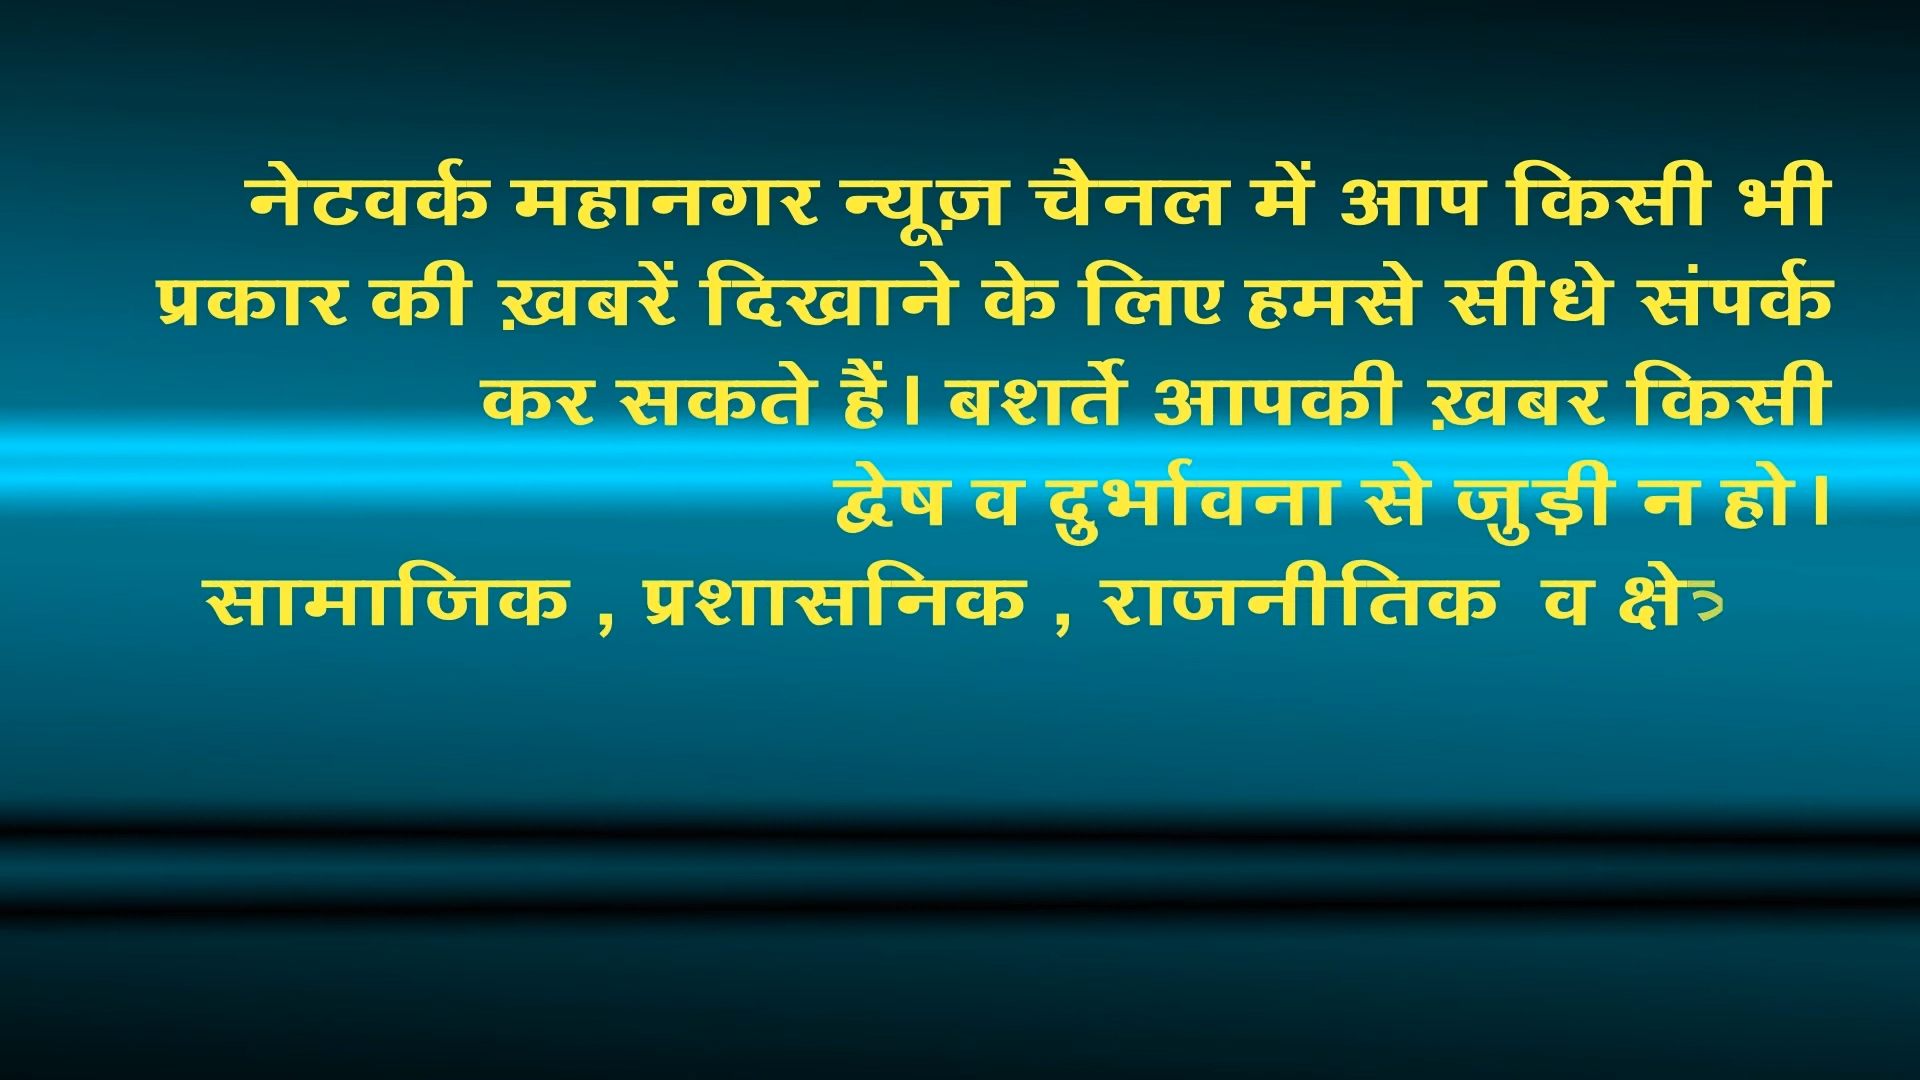 नेटवर्क महानगर न्यूज़ चैनल में आप किसी भी
प्रकार की ख़बरें दिखाने के लिए हमसे सीधे संपर्क
कर सकते हैं। बशर्ते आपकी ख़बर किसी
द्वेष व दुर्भावना से जुड़ी न हो।
सामाजिक , प्रशासनिक , राजनीतिक व